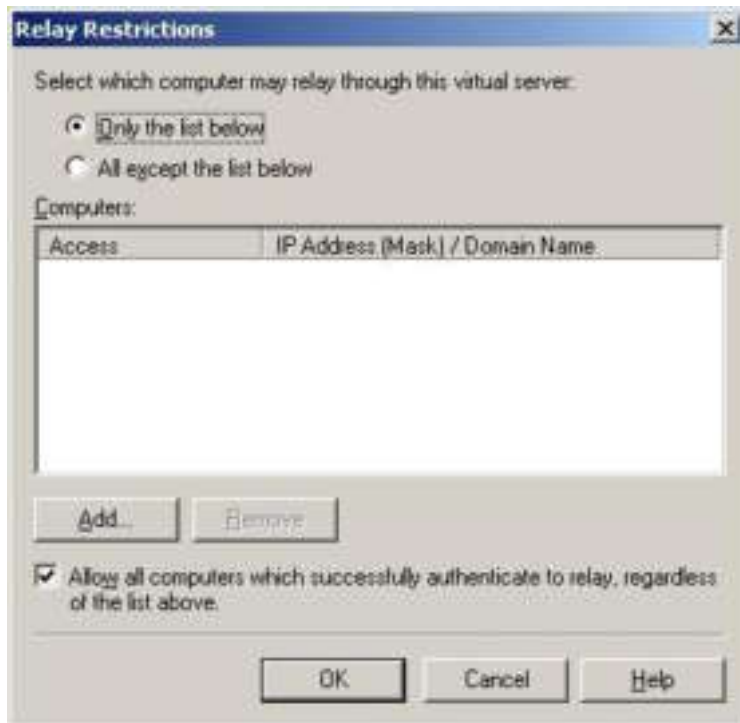 Relay Restrictions
Select which computer may relay through this virtual server:
Only the list below
All except the list below
Computers:
Access IP Address (Mask) / Domain Name
Add... Remove
Allow all computers which successfully authenticate to relay, regardless
of the list above.
OK Cancel Help